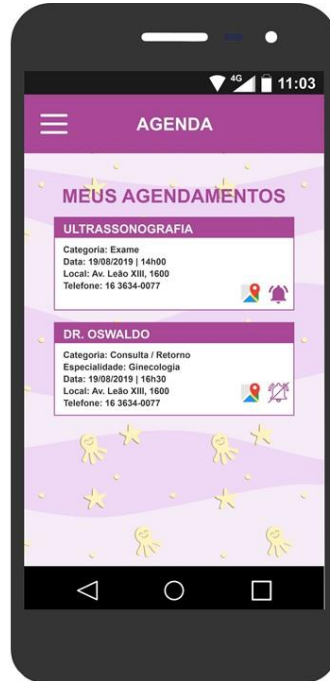 4G 11:03
AGENDA
MEUS AGENDAMENTOS
ULTRASSONOGRAFIA
Categoria: Exame
Data: 19/08/2019 | 14h00
Local: Av. Leão XIII, 1600
Telefone: 16 3634-0077
DR. OSWALDO
Categoria: Consulta / Retorno
Especialidade: Ginecologia
Data: 19/08/2019 | 16h30
Local: Av. Leão XIII, 1600
Telefone: 16 3634-0077